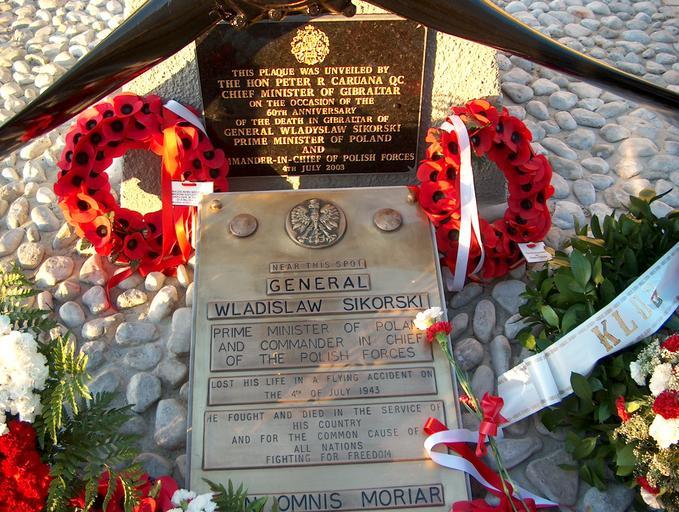 THIS PLAQUE WAS UNVEILED BY
THE HON PETER R CARUANA QC
CHIEF MINISTER OF GIBRALTAR
ON THE OCCASION OF THE
60TH ANNIVERSARY
OF THE DEATH IN GIBRALTAR OF
GENERAL WLADYSLAW SIKORSKI
PRIME MINISTER OF POLAND
AND
MMANDER-IN-CHIEF OF POLISH FORCES
4TH JULY 2003
NEAR THIS SPOT
GENERAL
WLADISLAW SIKORSKI
PRIME MINISTER OF POLAN
AND COMMANDER IN CHIEF
OF THE POLISH FORCES
LOST HIS LIFE IN A FLYING ACCIDENT ON
THE 4TH OF JULY 1943
HE FOUGHT AND DIED IN THE SERVICE OF
HIS COUNTRY
AND FOR THE COMMON CAUSE OF
ALL NATIONS
FIGHTING FOR FREEDOM
OMNIS MORIAR
KLU